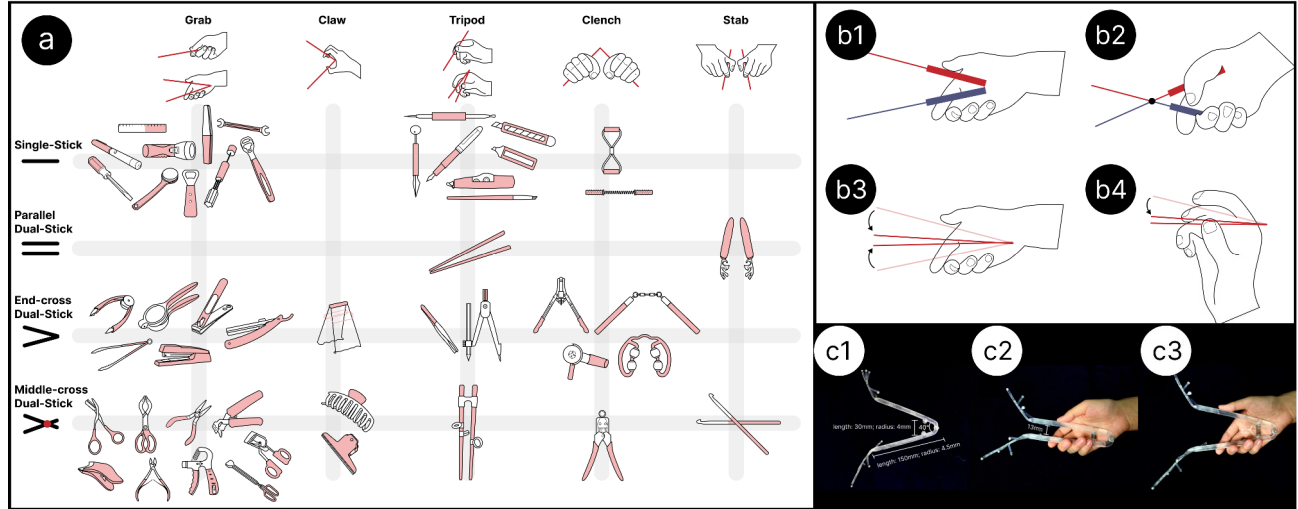 a
Grab
Claw
Tripod
Clench
Stab
Single-Stick
Parallel
Dual-Stick
End-cross
Dual-Stick
Middle-cross
Dual-Stick
b1
b2
b3
b4
c1
length: 30mm; radius: 4mm
40°
length: 150mm; radius: 4.5mm
c2
13mm
c3